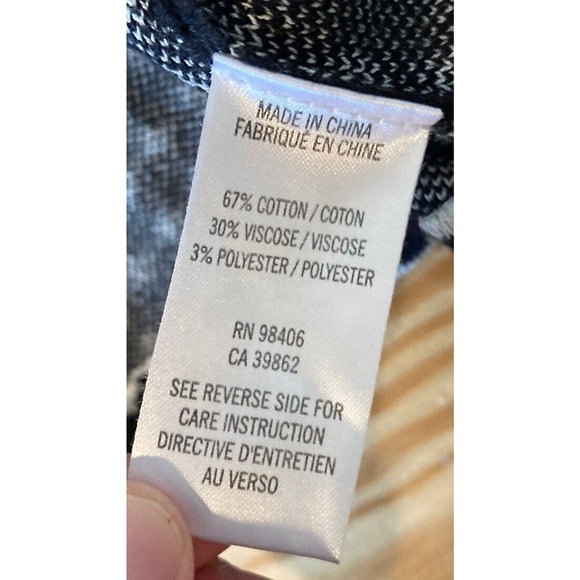 MADE IN CHINA
FABRIQUÉ EN CHINE
67% COTTON / COTON
30% VISCOSE / VISCOSE
3% POLYESTER / POLYESTER
RN 98406
CA 39862
SEE REVERSE SIDE FOR
CARE INSTRUCTION
DIRECTIVE D'ENTRETIEN
AU VERSO